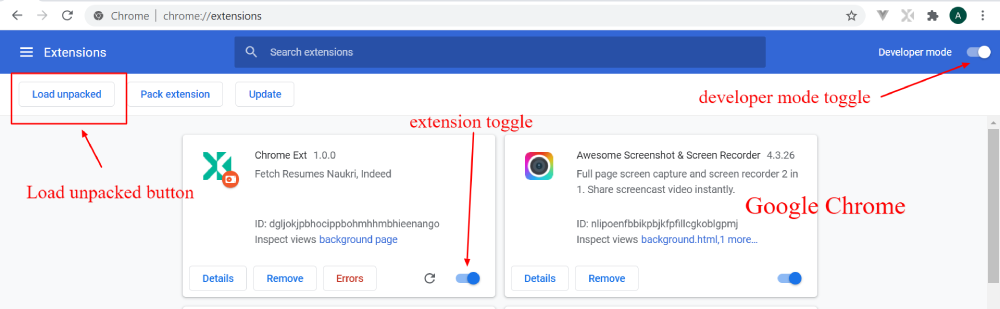 Chrome | chrome://extensions
A
Extensions
Search extensions
Developer mode
Load unpacked
Pack extension
Update
developer mode toggle
extension toggle
Load unpacked button
Chrome Ext 1.0.0
Fetch Resumes Naukri, Indeed
ID: dgljokjpbhocippbohmhhmbhieenango
Inspect views background page
Details
Remove
Errors
Awesome Screenshot & Screen Recorder 4.3.26
Full page screen capture and screen recorder 2 in
1. Share screencast video instantly.
Google Chrome
ID: nlipoenfbbikpbjkfpfillcgkoblgpmj
Inspect views background.html,1 more...
Details
Remove